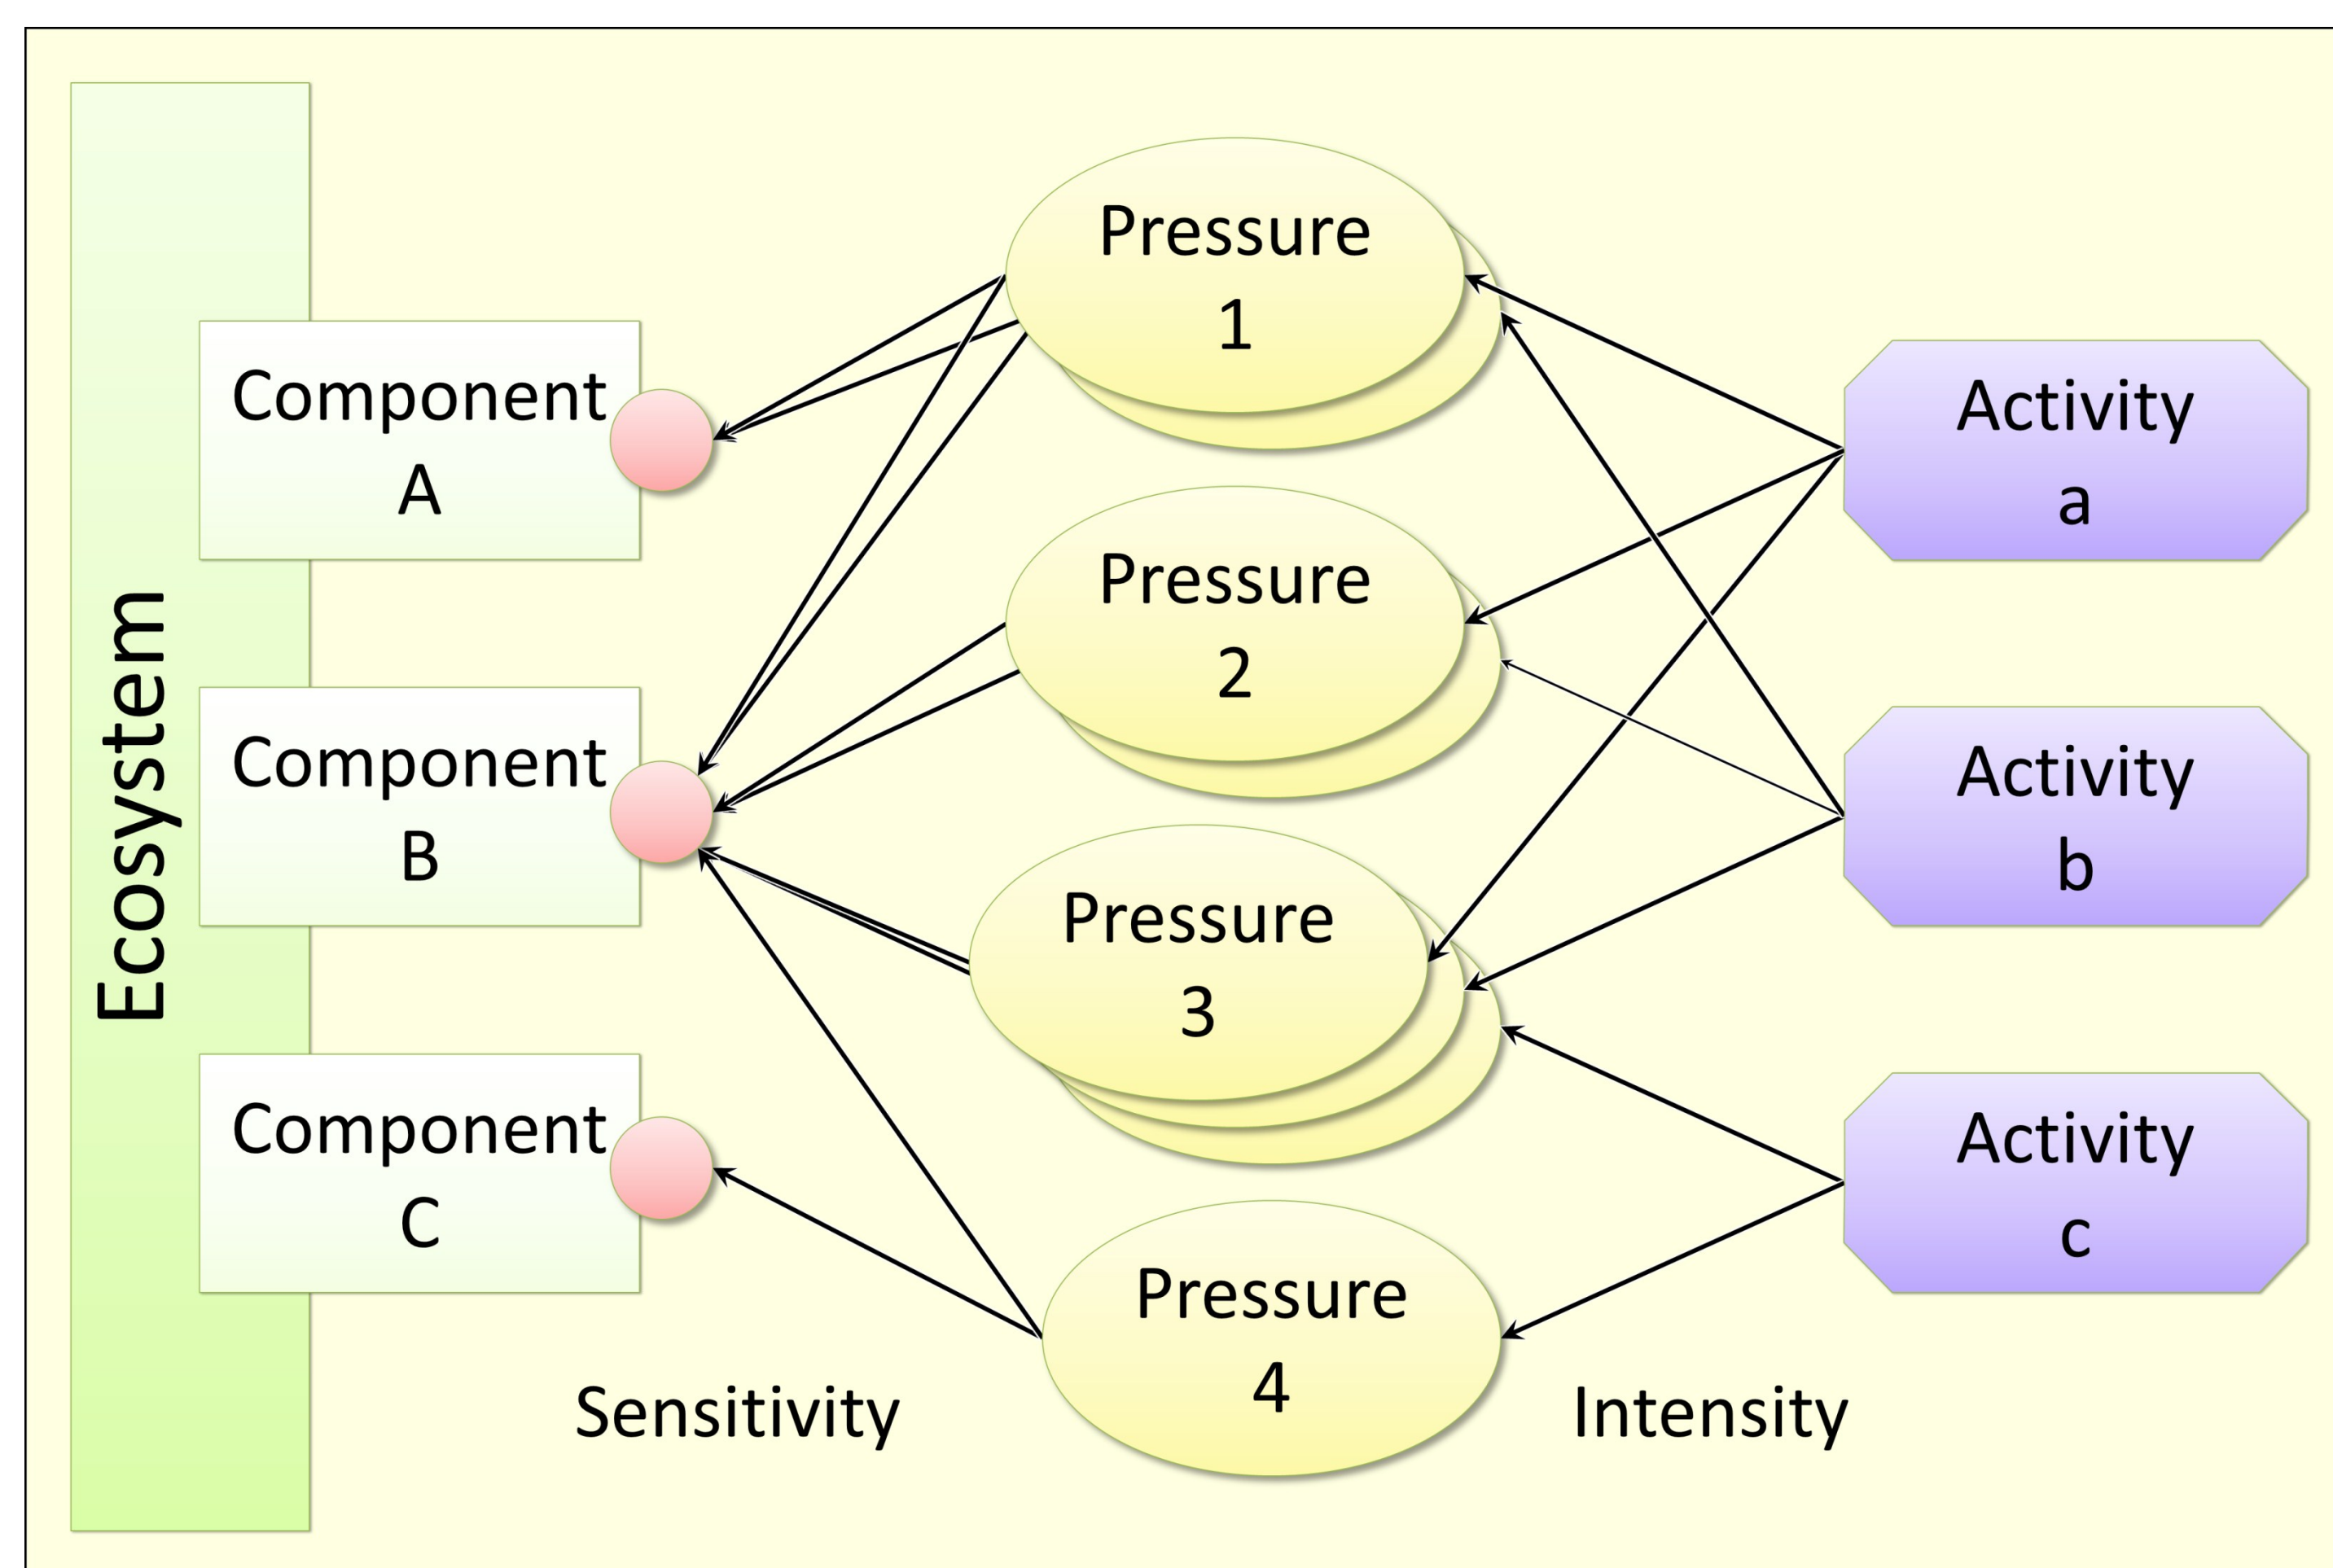 Ecosystem
Component
A
Component
B
Component
C
Pressure
1
Pressure
2
Pressure
3
Pressure
4
Activity
a
Activity
b
Activity
c
Sensitivity
Intensity